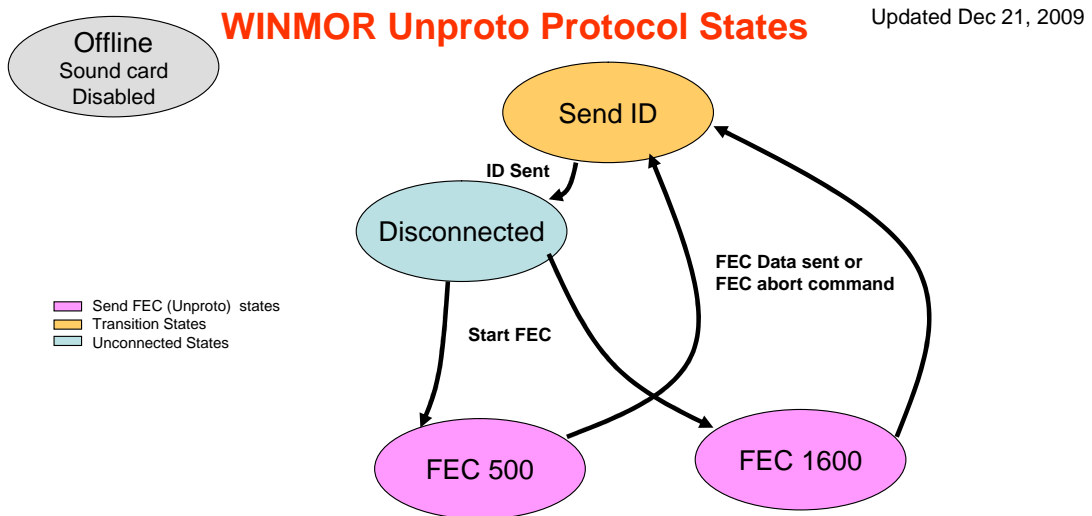 WINMOR Unproto Protocol States
Updated Dec 21, 2009
Offline
Sound card
Disabled
Send ID
ID Sent
Disconnected
FEC Data sent or
FEC abort command
Send FEC (Unproto) states
Transition States
Unconnected States
Start FEC
FEC 500
FEC 1600